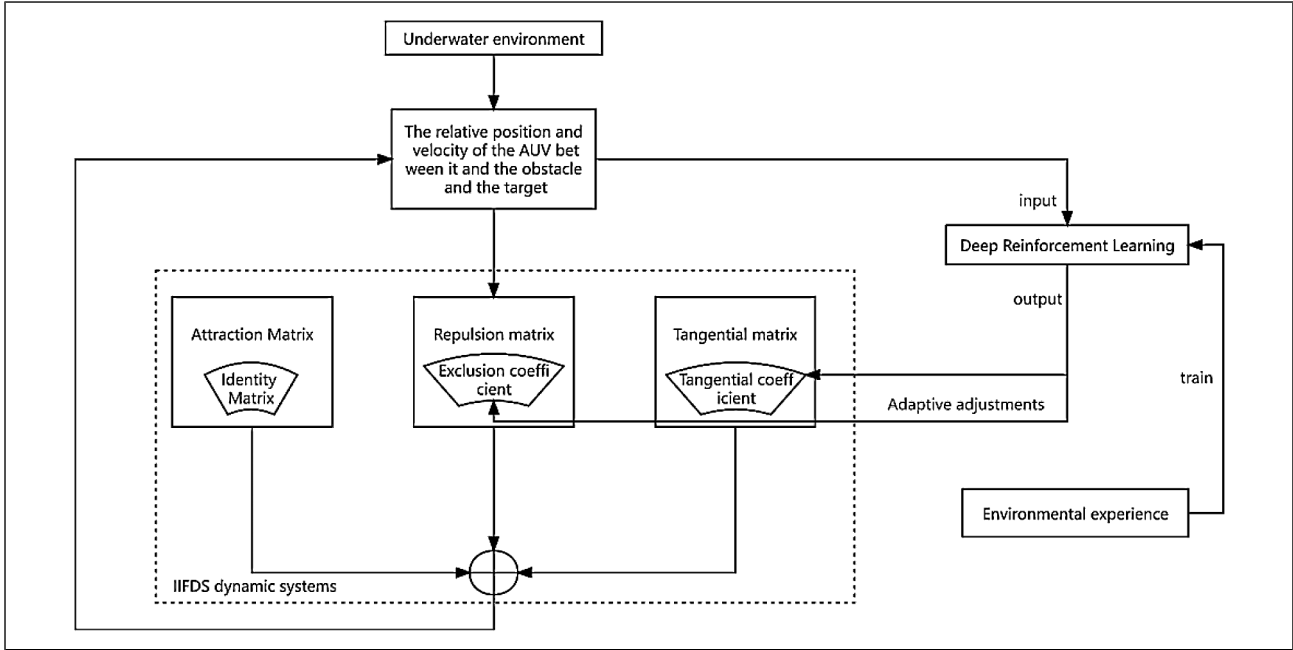 Underwater environment
The relative position and
velocity of the AUV bet
ween it and the obstacle
and the target
input
Deep Reinforcement Learning
output
Attraction Matrix
Identity
Matrix
Repulsion matrix
Exclusion coeffi
cient
Tangential matrix
Tangential coeff
icient
train
Adaptive adjustments
Environmental experience
IIFDS dynamic systems